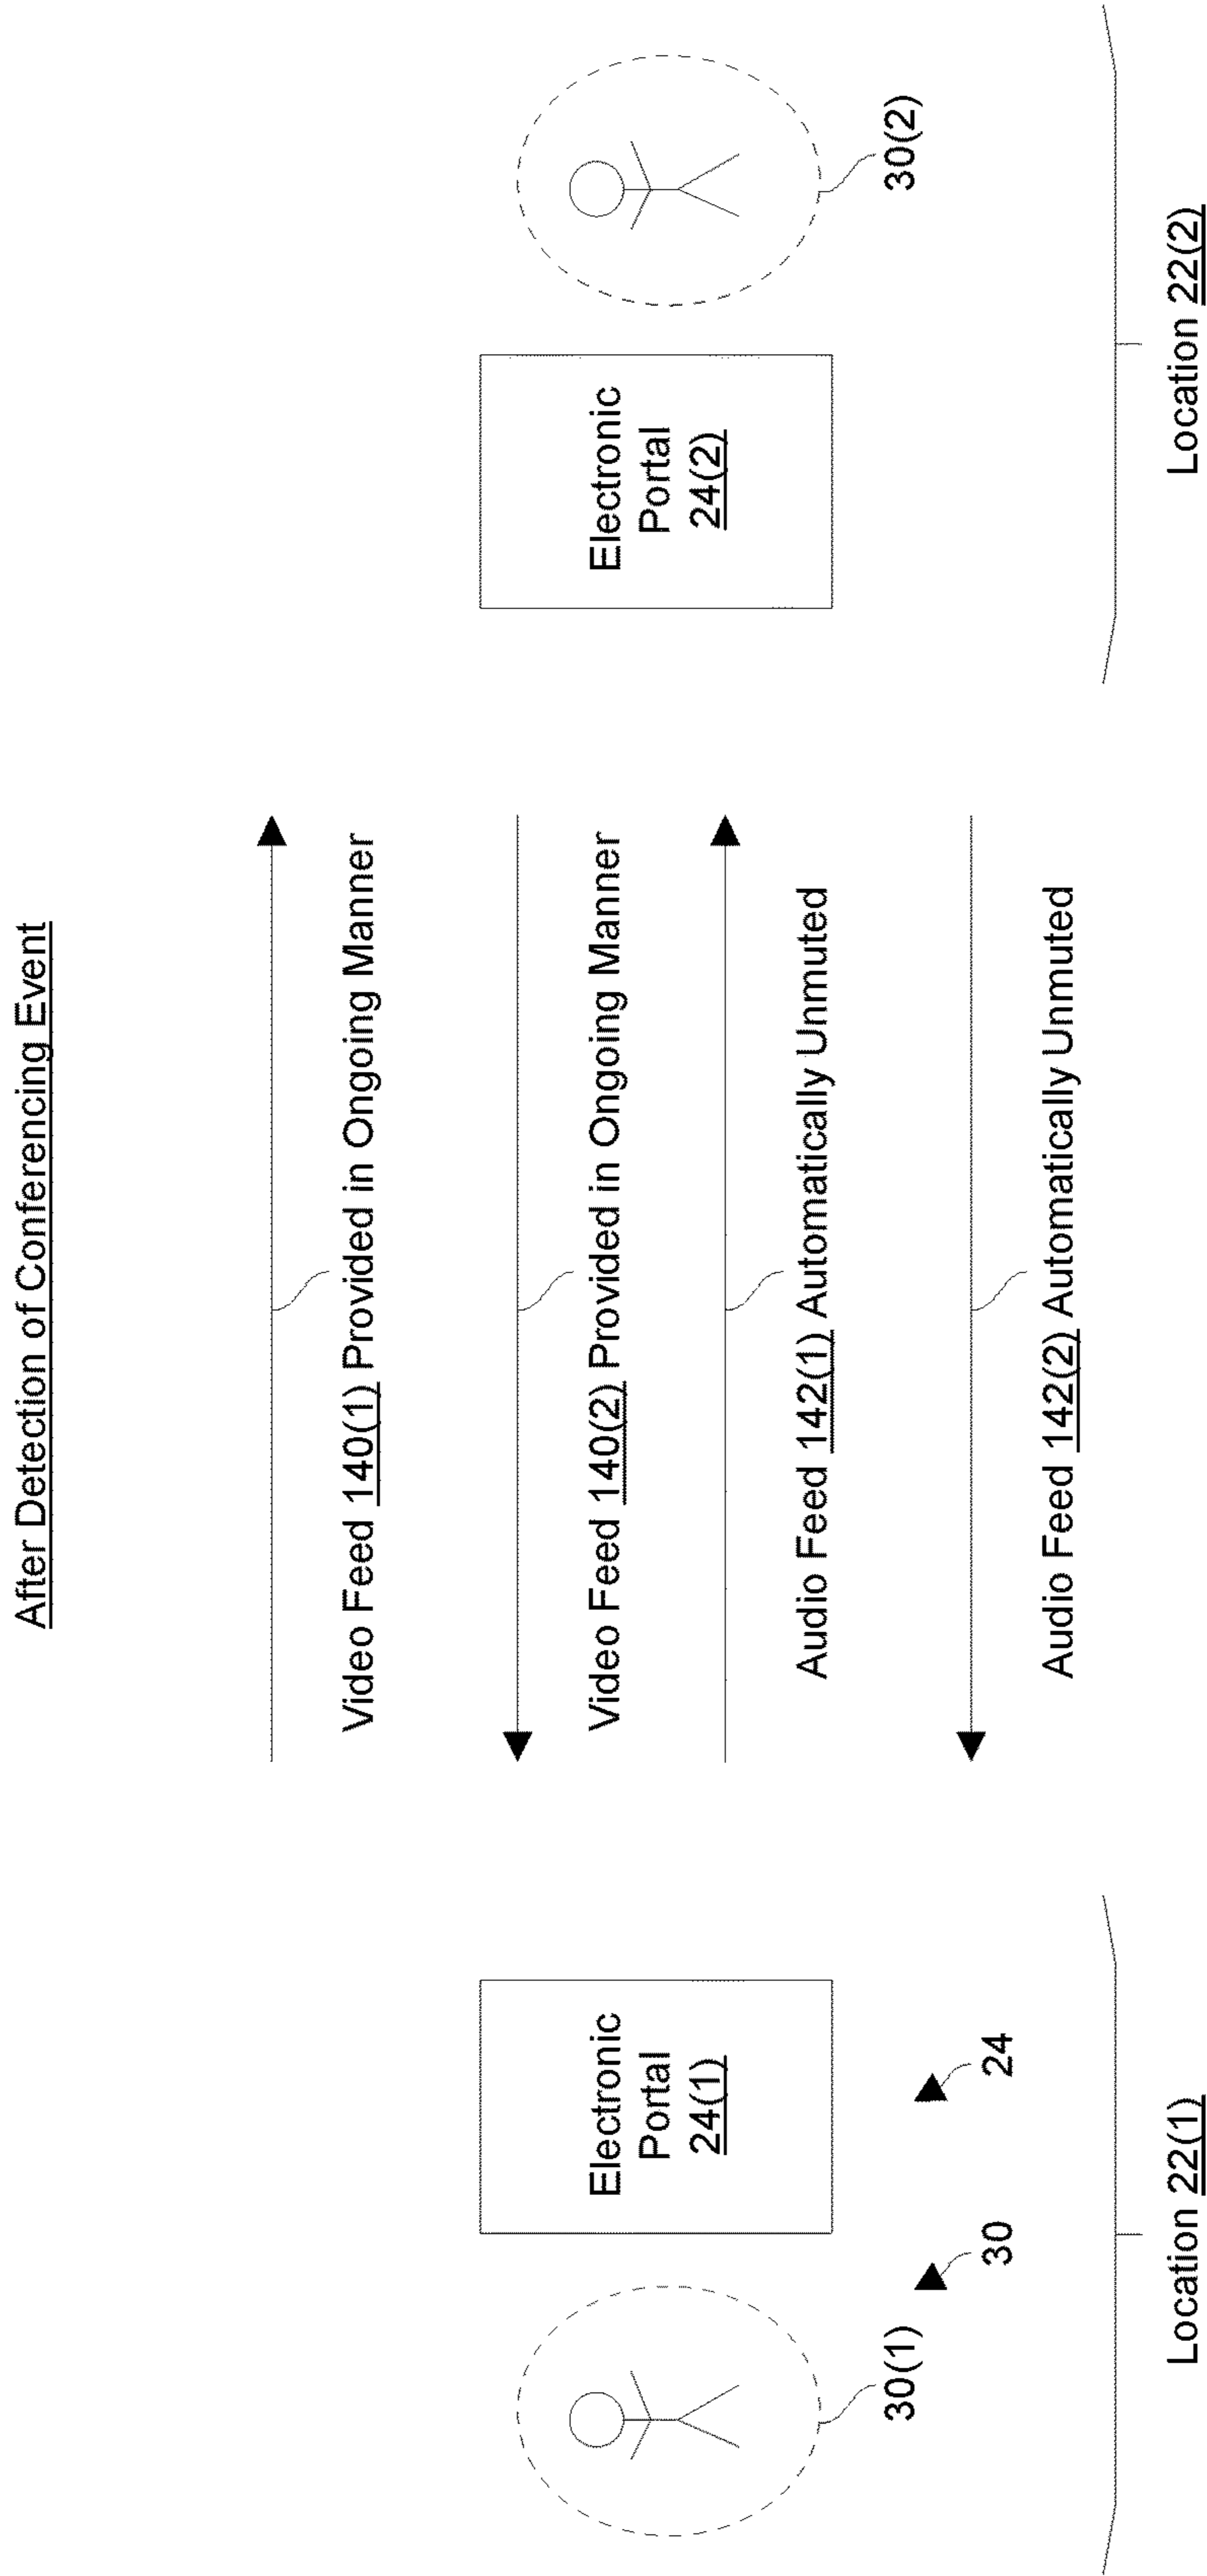 After Detection of Conferencing Event
Video Feed 140(1) Provided in Ongoing Manner
Video Feed 140(2) Provided in Ongoing Manner
Audio Feed 142(1) Automatically Unmuted
Audio Feed 142(2) Automatically Unmuted
Electronic
Portal
24(1)
30(1)
30
24
Location 22(1)
Electronic
Portal
24(2)
30(2)
Location 22(2)